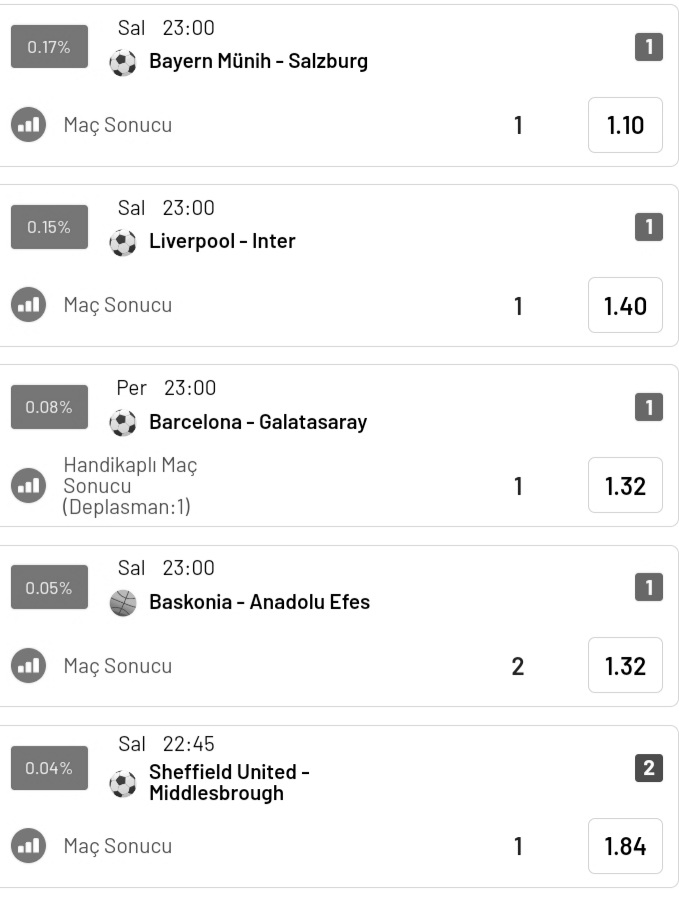 Sal 23:00
0.17%
Bayern Münih - Salzburg
1
Maç Sonucu
1
1.10
Sal 23:00
0.15%
Liverpool - Inter
1
Maç Sonucu
1
1.40
Per 23:00
0.08%
Barcelona - Galatasaray
1
Handikaplı Maç
Sonucu
(Deplasman:1)
1
1.32
Sal 23:00
0.05%
Baskonia - Anadolu Efes
1
Maç Sonucu
2
1.32
Sal 22:45
0.04%
Sheffield United -
Middlesbrough
2
Maç Sonucu
1
1.84